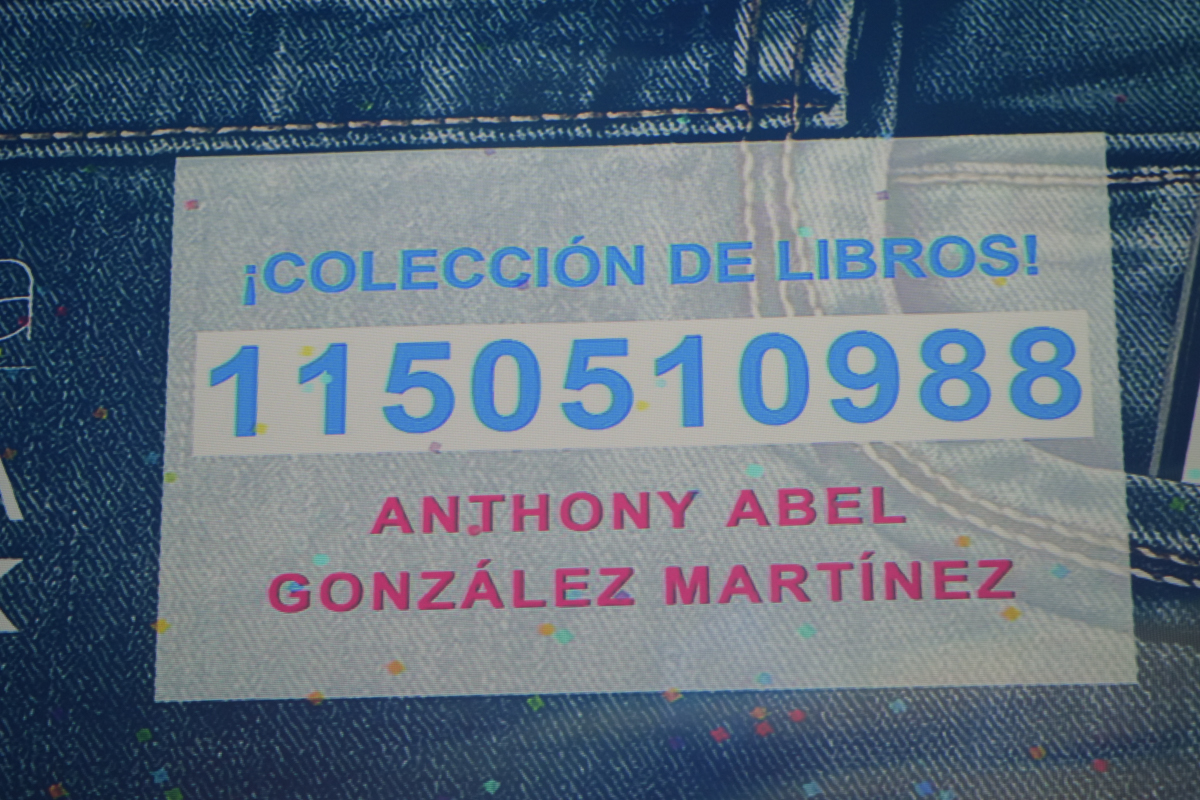 ¡COLECCIÓN DE LIBROS!
1150510988
ANTHONY ABEL
GONZÁLEZ MARTÍNEZ